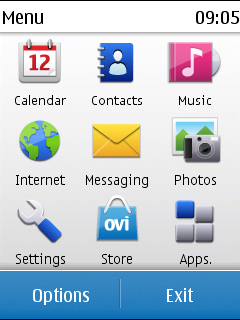 Menu 09:05
12
Calendar Contacts Music
Internet Messaging Photos
ovi
Settings Store Apps.
Options Exit